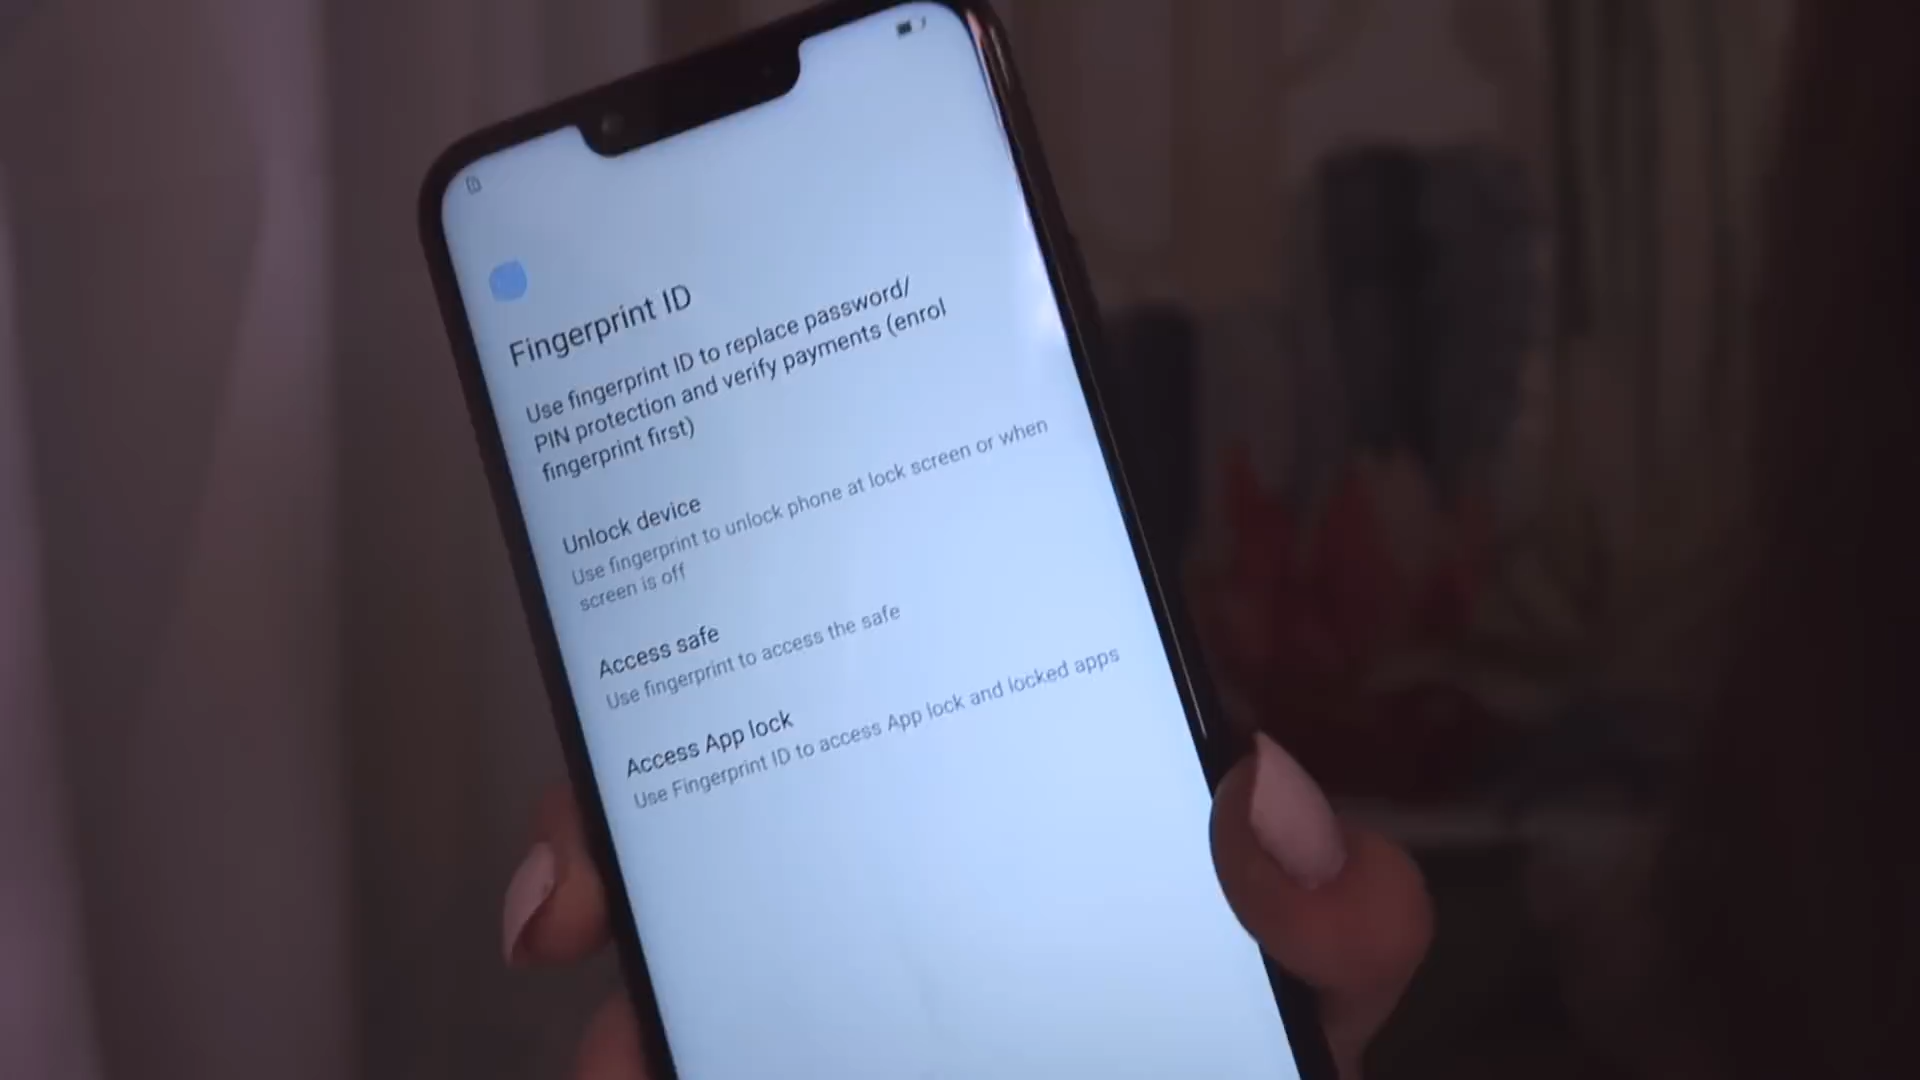 Fingerprint ID
Use fingerprint ID to replace password/
PIN protection and verify payments (enrol
fingerprint first)
Unlock device
Use fingerprint to unlock phone at lock screen or when
screen is off
Access safe
Use fingerprint to access the safe
Access App lock
Use Fingerprint ID to access App lock and locked apps